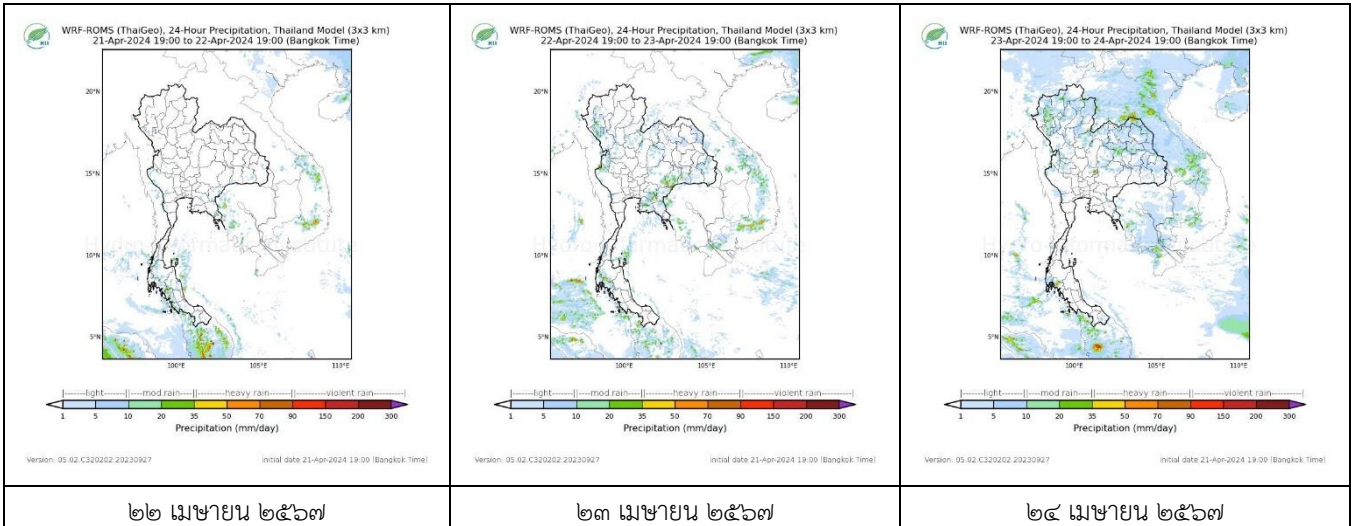 WRF-ROMS (ThaiGeo), 24-Hour Precipitation, Thailand Model (3x3 km)
21-Apr-2024 19:00 to 22-Apr-2024 19:00 (Bangkok Time)
HII
20°N
15°N
10°N
5°N
100°E 105°E 110°E
light mod rain heavy rain violent rain
1 5 10 20 35 50 70 90 150 200 300
Precipitation (mm/day)
Version: 05.02.C320202.20230927 initial date 21-Apr-2024 19:00 (Bangkok Time)
๒๒ เมษายน ๒๕๖๗
WRF-ROMS (ThaiGeo), 24-Hour Precipitation, Thailand Model (3x3 km)
22-Apr-2024 19:00 to 23-Apr-2024 19:00 (Bangkok Time)
HII
20°N
15°N
10°N
5°N
100°E 105°E 110°E
light mod rain heavy rain violent rain
1 5 10 20 35 50 70 90 150 200 300
Precipitation (mm/day)
Version: 05.02.C320202.20230927 initial date 21-Apr-2024 19:00 (Bangkok Time)
๒๓ เมษายน ๒๕๖๗
WRF-ROMS (ThaiGeo), 24-Hour Precipitation, Thailand Model (3x3 km)
23-Apr-2024 19:00 to 24-Apr-2024 19:00 (Bangkok Time)
HII
20°N
15°N
10°N
5°N
100°E 105°E 110°E
light mod rain heavy rain violent rain
1 5 10 20 35 50 70 90 150 200 300
Precipitation (mm/day)
Version: 05.02.C320202.20230927 initial date 21-Apr-2024 19:00 (Bangkok Time)
๒๔ เมษายน ๒๕๖๗